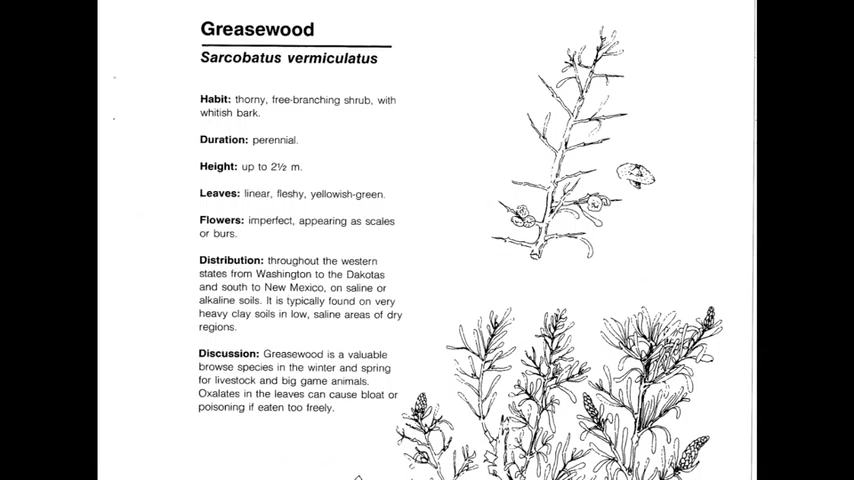 Greasewood
Sarcobatus vermiculatus
Habit: thorny, free-branching shrub, with
whitish bark.
Duration: perennial.
Height: up to 2½ m.
Leaves: linear, fleshy, yellowish-green.
Flowers: imperfect, appearing as scales
or burs.
Distribution: throughout the western
states from Washington to the Dakotas
and south to New Mexico, on saline or
alkaline soils. It is typically found on very
heavy clay soils in low, saline areas of dry
regions.
Discussion: Greasewood is a valuable
browse species in the winter and spring
for livestock and big game animals.
Oxalates in the leaves can cause bloat or
poisoning if eaten too freely.